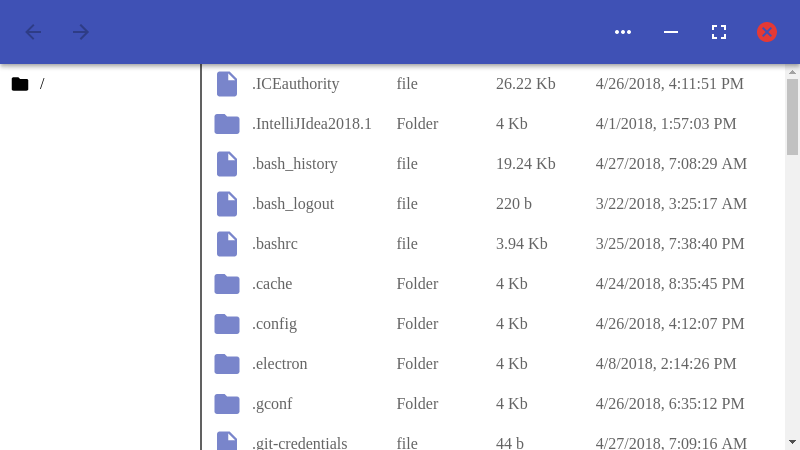 /
.ICEauthority file 26.22 Kb 4/26/2018, 4:11:51 PM
.IntelliJIdea2018.1 Folder 4 Kb 4/1/2018, 1:57:03 PM
.bash_history file 19.24 Kb 4/27/2018, 7:08:29 AM
.bash_logout file 220 b 3/22/2018, 3:25:17 AM
.bashrc file 3.94 Kb 3/25/2018, 7:38:40 PM
.cache Folder 4 Kb 4/24/2018, 8:35:45 PM
.config Folder 4 Kb 4/26/2018, 4:12:07 PM
.electron Folder 4 Kb 4/8/2018, 2:14:26 PM
.gconf Folder 4 Kb 4/26/2018, 6:35:12 PM
.git-credentials file 44 b 4/27/2018, 7:09:16 AM